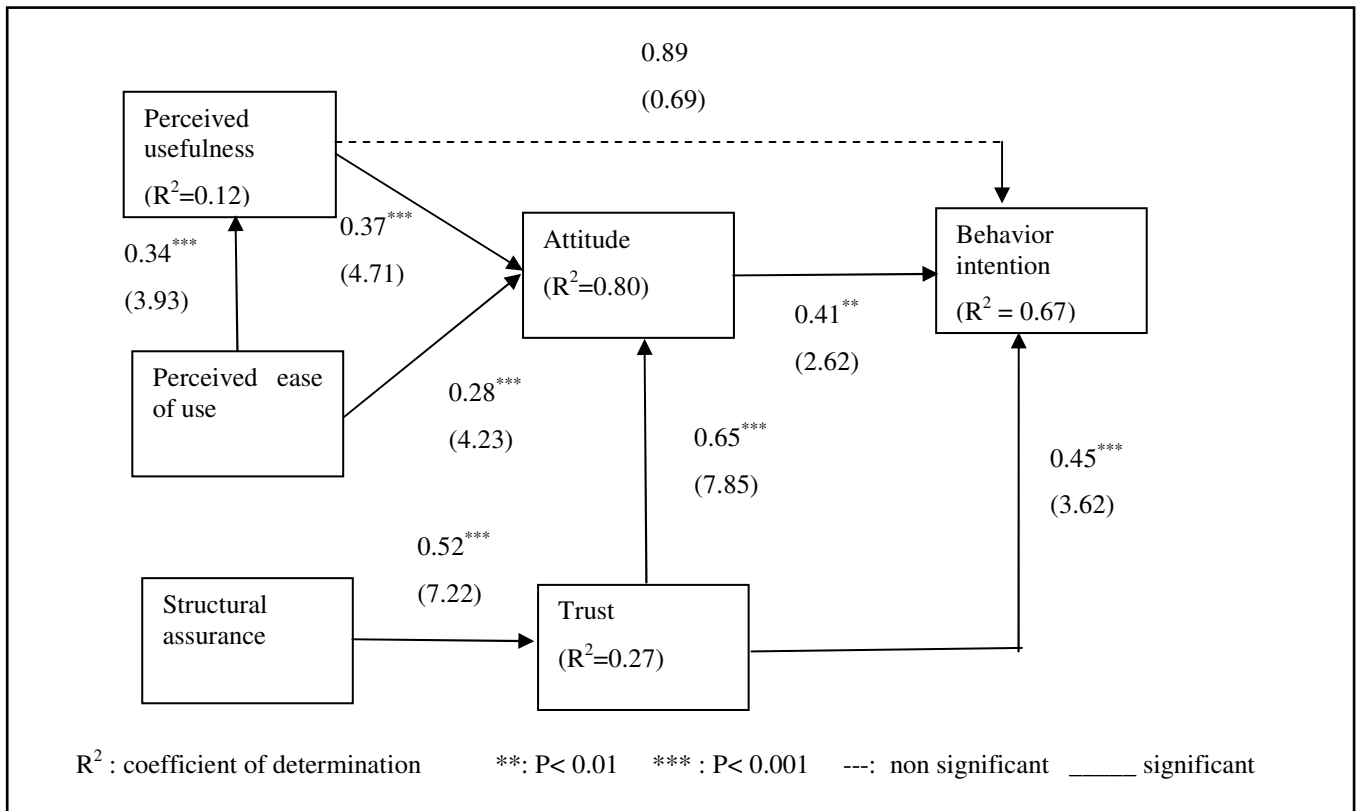 0.89
(0.69)
Perceived
usefulness
(R²=0.12)
0.37***
(4.71)
0.34***
(3.93)
Attitude
(R²=0.80)
Behavior
intention
(R² = 0.67)
0.41**
(2.62)
Perceived ease
of use
0.28***
(4.23)
0.65***
(7.85)
0.45***
(3.62)
0.52***
(7.22)
Structural
assurance
Trust
(R²=0.27)
R² : coefficient of determination **: P< 0.01 *** : P< 0.001 ---: non significant _____ significant